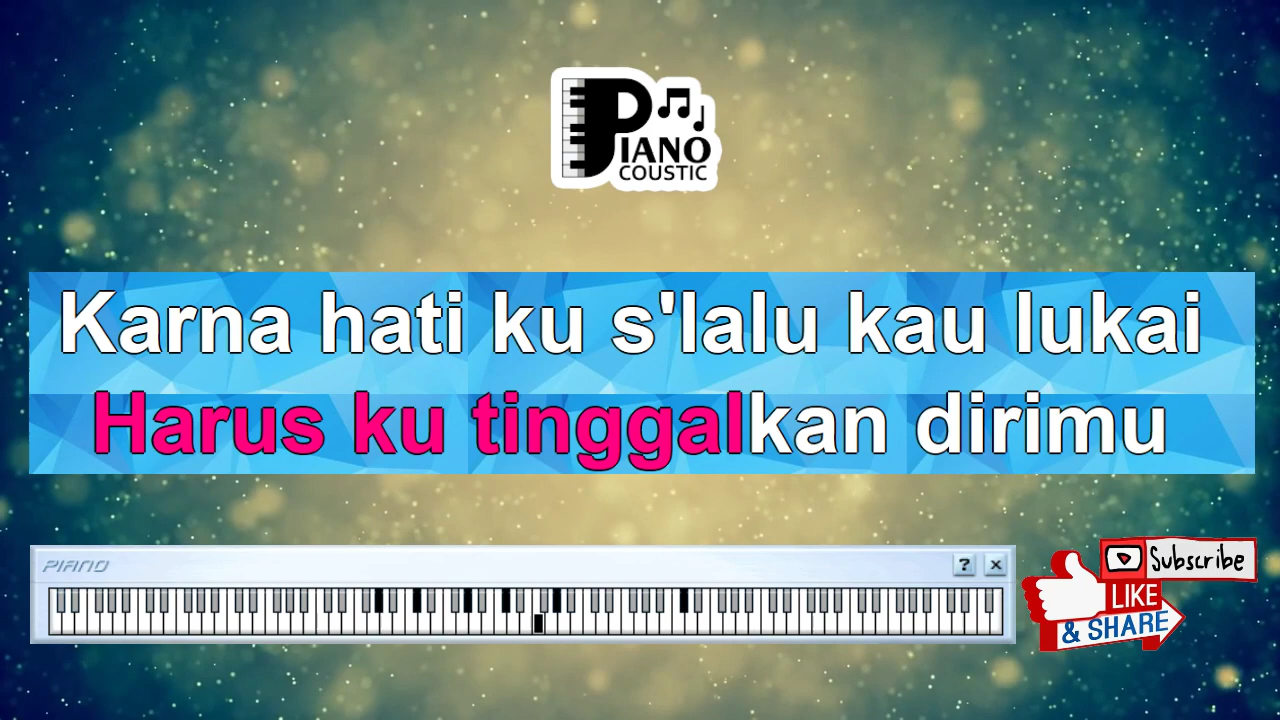 PIANO
COUSTIC
Karna hati ku s'lalu kau lukai
Harus ku tinggalkan dirimu
PIANO
? ×
Subscribe
LIKE
& SHARE